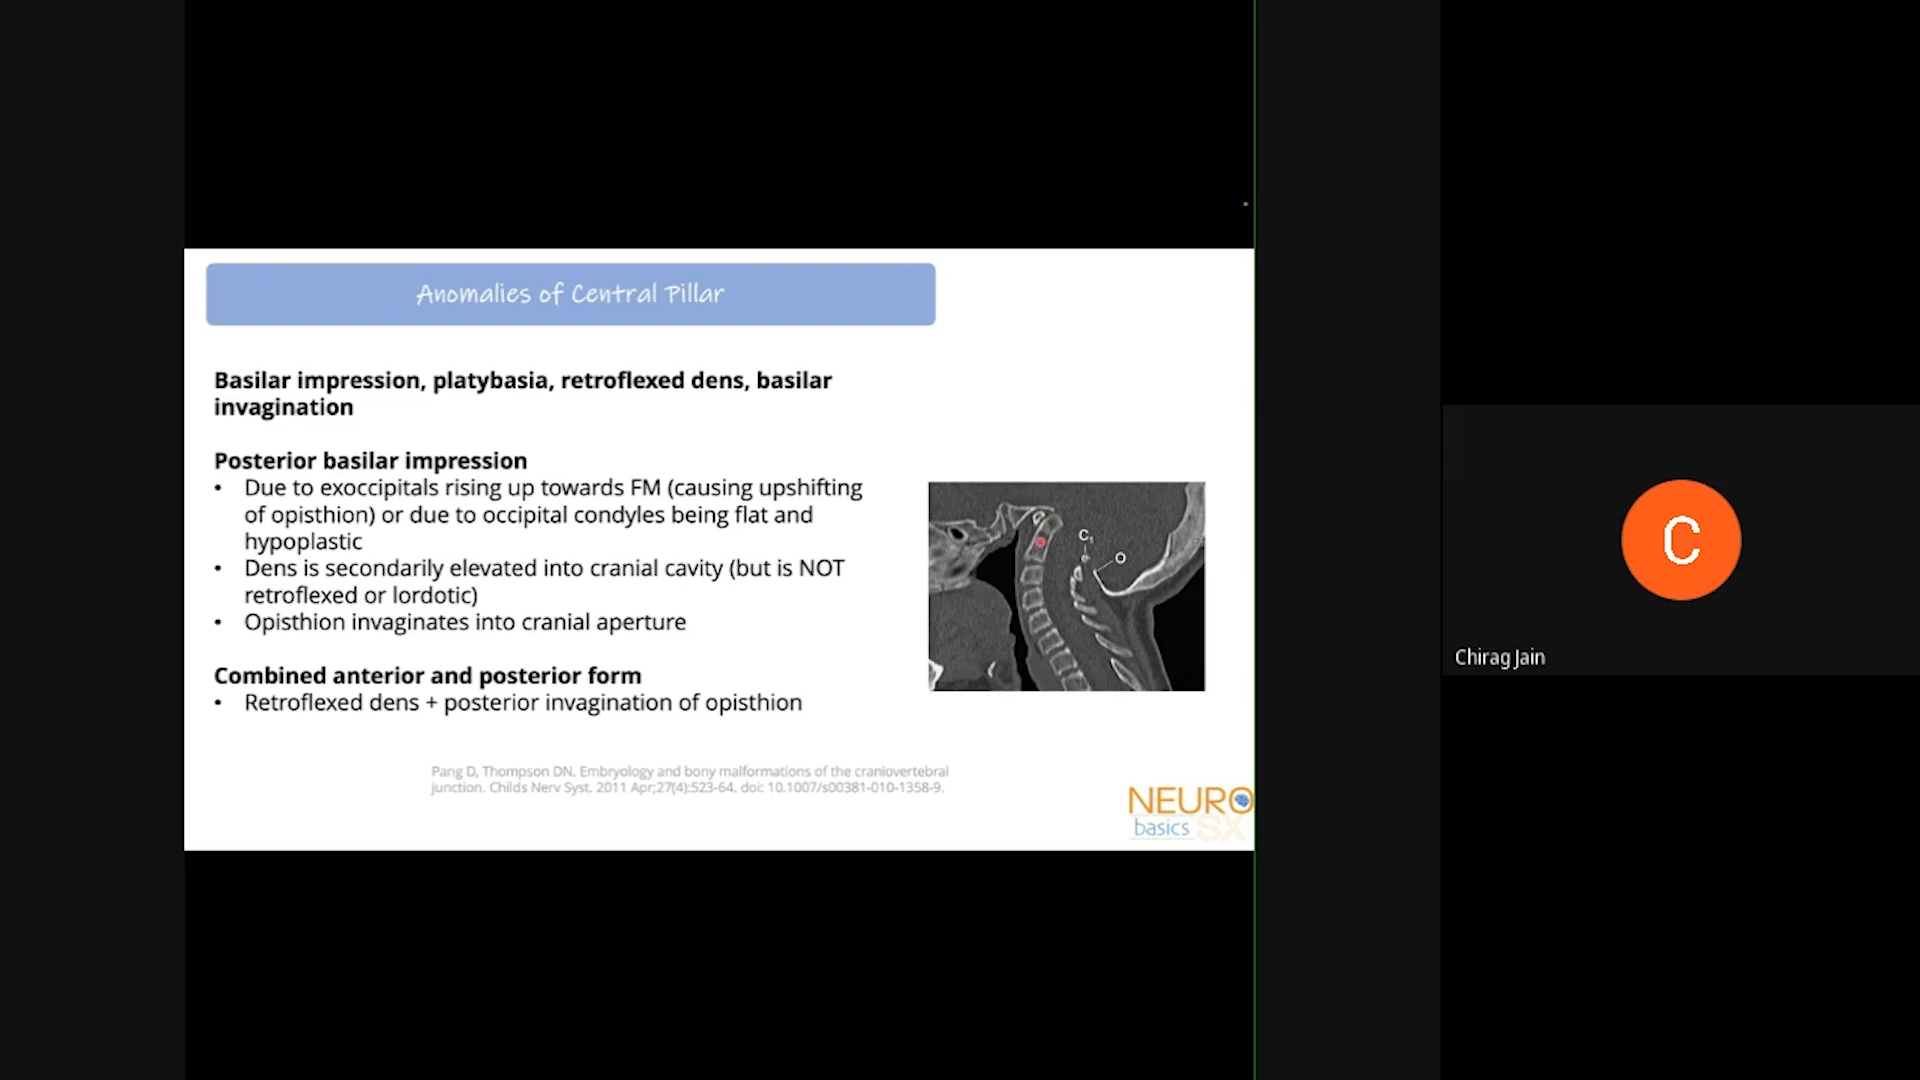 Anomalies of Central Pillar
Basilar impression, platybasia, retroflexed dens, basilar
invagination
Posterior basilar impression
• Due to exoccipitals rising up towards FM (causing upshifting
of opisthion) or due to occipital condyles being flat and
hypoplastic
• Dens is secondarily elevated into cranial cavity (but is NOT
retroflexed or lordotic)
• Opisthion invaginates into cranial aperture
Combined anterior and posterior form
• Retroflexed dens + posterior invagination of opisthion
C₁
O
Pang D, Thompson DN. Embryology and bony malformations of the craniovertebral
junction. Childs Nerv Syst. 2011 Apr;27(4):523-64. doi: 10.1007/s00381-010-1358-9.
NEURO
basics SX
C
Chirag Jain